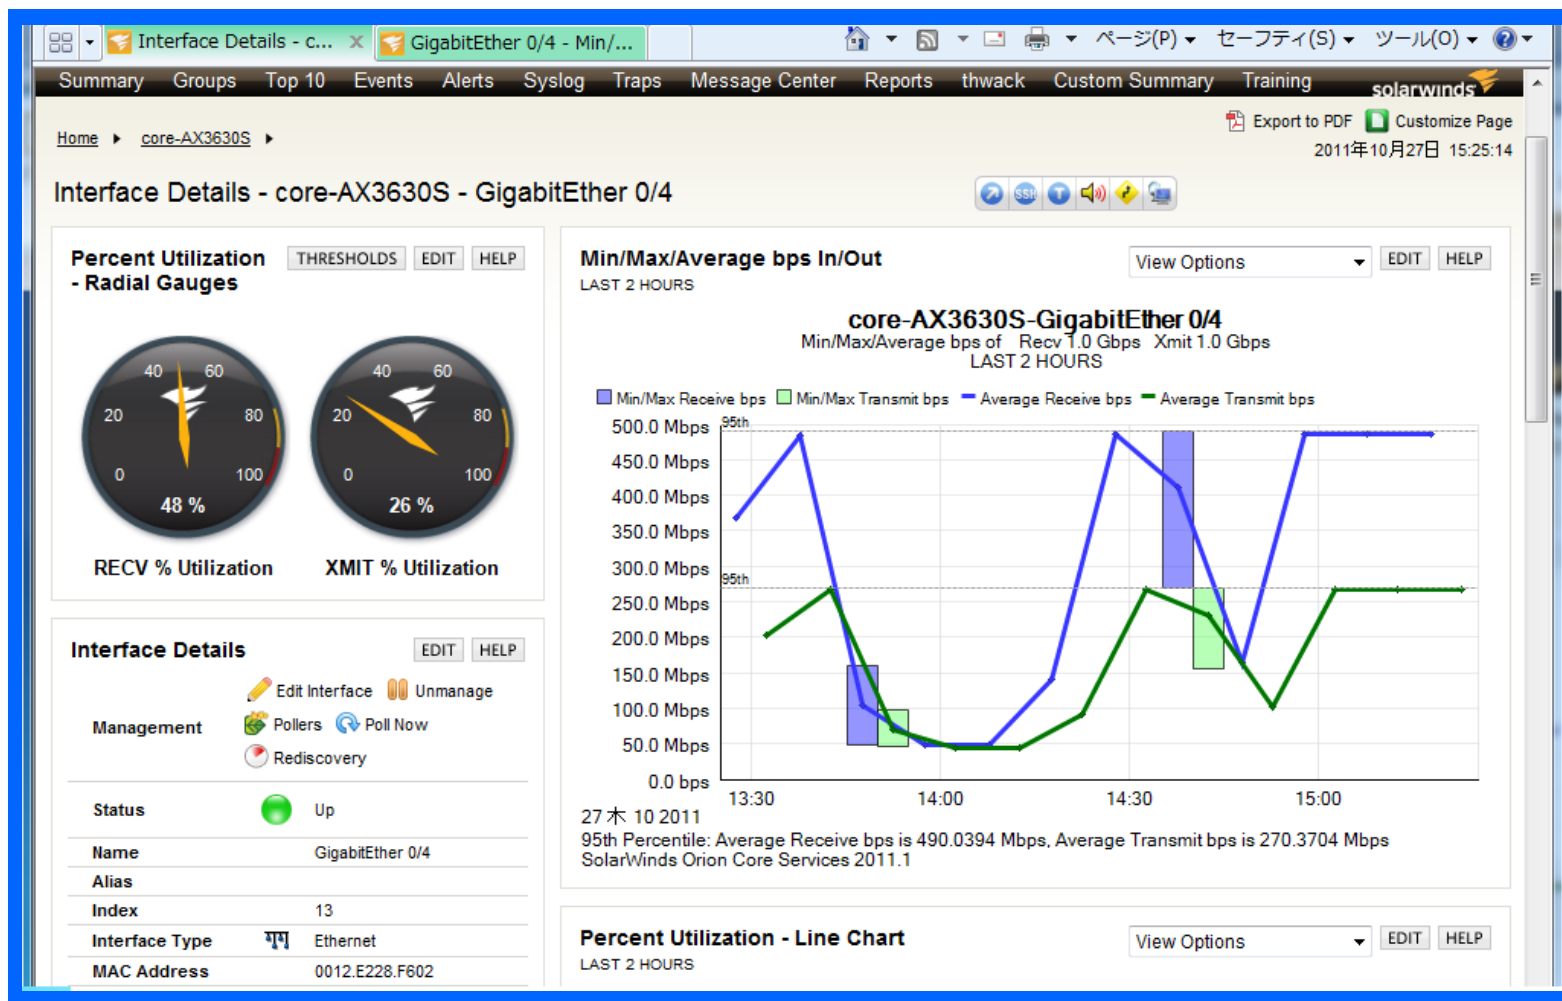 Interface Details - c... x GigabitEther 0/4 - Min/...
ページ(P) セーフティ(S) ツール(O)
Summary Groups Top 10 Events Alerts Syslog Traps Message Center Reports thwack Custom Summary Training solarwinds
Export to PDF Customize Page
Home core-AX3630S
2011年10月27日 15:25:14
Interface Details - core-AX3630S - GigabitEther 0/4
SSH T
Percent Utilization - Radial Gauges
THRESHOLDS EDIT HELP
0 20 40 60 80 100
48 %
RECV % Utilization
0 20 40 60 80 100
26 %
XMIT % Utilization
Interface Details
EDIT HELP
Management
Edit Interface Unmanage
Pollers Poll Now
Rediscovery
Status Up
Name GigabitEther 0/4
Alias
Index 13
Interface Type Ethernet
MAC Address 0012.E228.F602
Min/Max/Average bps In/Out
LAST 2 HOURS
View Options EDIT HELP
core-AX3630S-GigabitEther 0/4
Min/Max/Average bps of Recv 1.0 Gbps Xmit 1.0 Gbps
LAST 2 HOURS
Min/Max Receive bps Min/Max Transmit bps Average Receive bps Average Transmit bps
500.0 Mbps
95th
450.0 Mbps
400.0 Mbps
350.0 Mbps
300.0 Mbps
95th
250.0 Mbps
200.0 Mbps
150.0 Mbps
100.0 Mbps
50.0 Mbps
0.0 bps
13:30 14:00 14:30 15:00
27 木 10 2011
95th Percentile: Average Receive bps is 490.0394 Mbps, Average Transmit bps is 270.3704 Mbps
SolarWinds Orion Core Services 2011.1
Percent Utilization - Line Chart
LAST 2 HOURS
View Options EDIT HELP